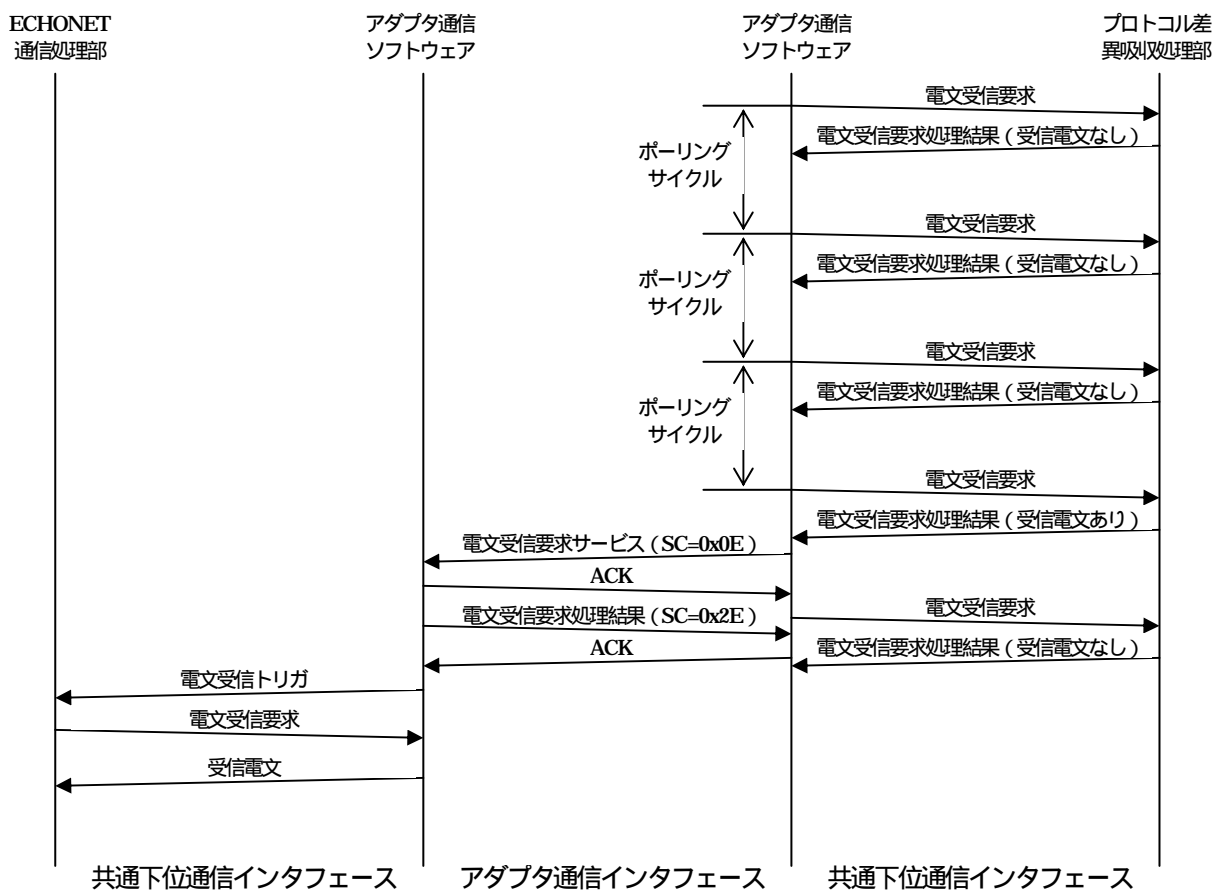 ECHONET
通信処理部
アダプタ通信
ソフトウェア
アダプタ通信
ソフトウェア
プロトコル差
異吸収処理部
電文受信要求
電文受信要求処理結果(受信電文なし)
ポーリング
サイクル
電文受信要求
電文受信要求処理結果(受信電文なし)
ポーリング
サイクル
電文受信要求
電文受信要求処理結果(受信電文なし)
ポーリング
サイクル
電文受信要求
電文受信要求処理結果(受信電文あり)
電文受信要求サービス(SC=0x0E)
ACK
電文受信要求処理結果(SC=0x2E)
電文受信要求
ACK
電文受信要求処理結果(受信電文なし)
電文受信トリガ
電文受信要求
受信電文
共通下位通信インタフェース
アダプタ通信インタフェース
共通下位通信インタフェース